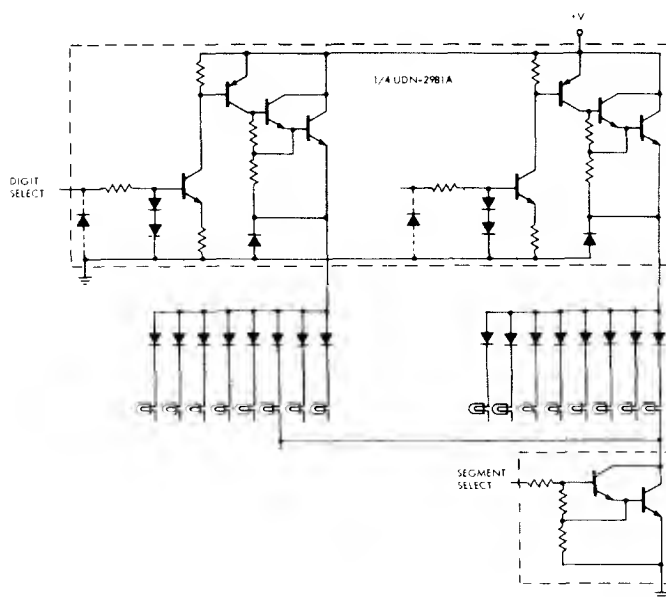 +V
1/4 UDN-2981A
DIGIT
SELECT
SEGMENT
SELECT